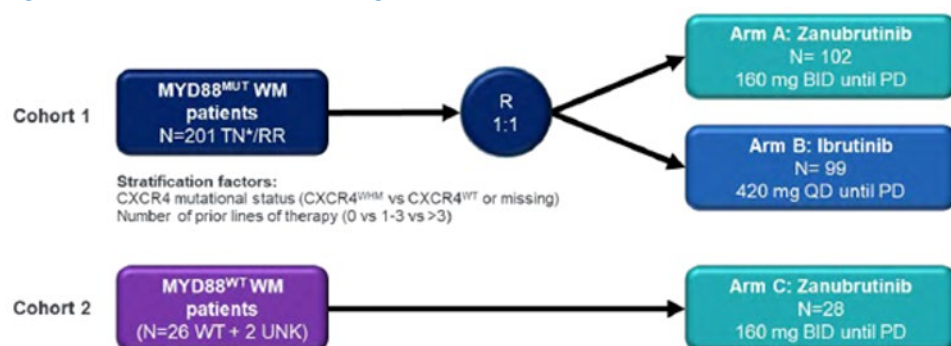 Cohort 1
MYD88MUT WM
patients
N=201 TN*/RR
R
1:1
Arm A: Zanubrutinib
N= 102
160 mg BID until PD
Arm B: Ibrutinib
N= 99
420 mg QD until PD
Stratification factors:
CXCR4 mutational status (CXCR4WHIM vs CXCR4WT or missing)
Number of prior lines of therapy (0 vs 1-3 vs >3)
Cohort 2
MYD88WT WM
patients
(N=26 WT + 2 UNK)
Arm C: Zanubrutinib
N=28
160 mg BID until PD